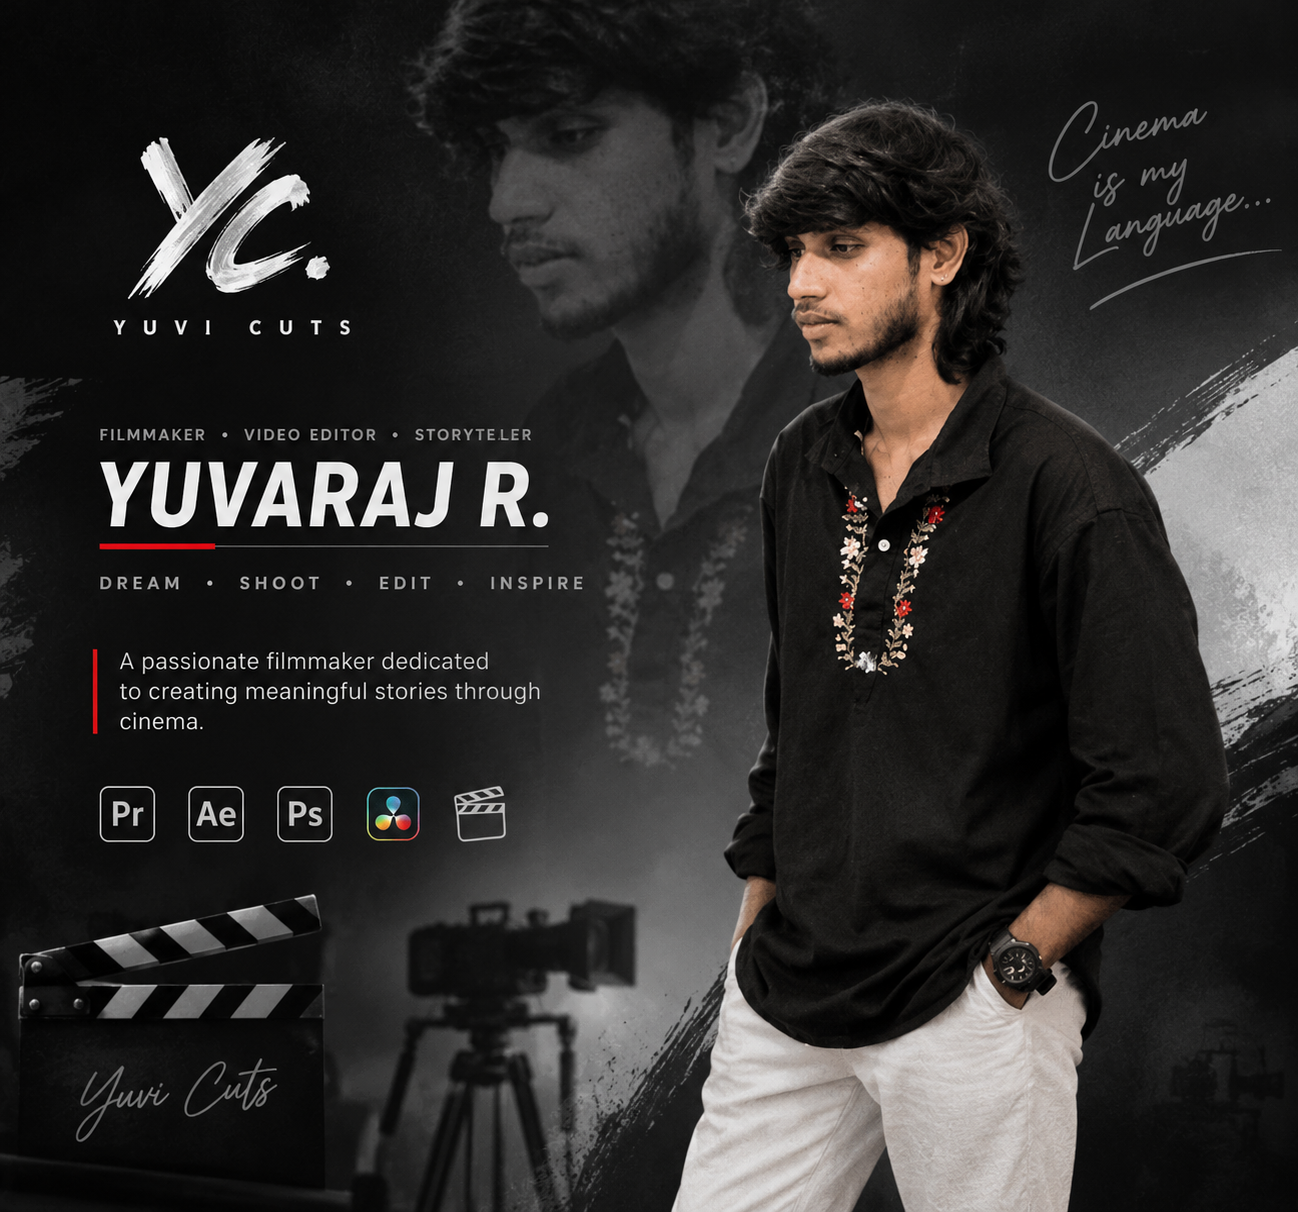 YC.
YUVI CUTS
Cinema
is my
Language...
FILMMAKER • VIDEO EDITOR • STORYTELLER
YUVARAJ R.
DREAM • SHOOT • EDIT • INSPIRE
A passionate filmmaker dedicated
to creating meaningful stories through
cinema.
Pr Ae Ps
Yuvi Cuts